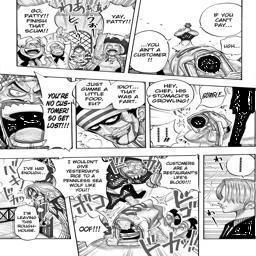 IF YOU
CAN'T
PAY...
UGH...
...YOU
AIN'T A
CUSTOMER
!!
YAY,
PATTY!!
GO,
PATTY!!
FINISH
THAT
SCUM!!
HEY,
CHEF, HIS
STOMACH'S
GROWLING!
IDIOT...
THAT
WAS A
FART.
JUST
GIMME A
LITTLE
FOOD,
EH?
YOU'RE
NO CUS-
TOMER!
SO GET
LOST!!!
CUSTOMERS
ARE A
RESTAURANT'S
LIFE'S
BLOOD!!!
I WOULDN'T
GIVE
YESTERDAY'S
RICE TO A
PENNILESS SEA
WOLF LIKE
YOU!!
OOF!!!
I'VE HAD
ENOUGH...
I'M
LEAVING
THIS
ROUGH-
HOUSE.